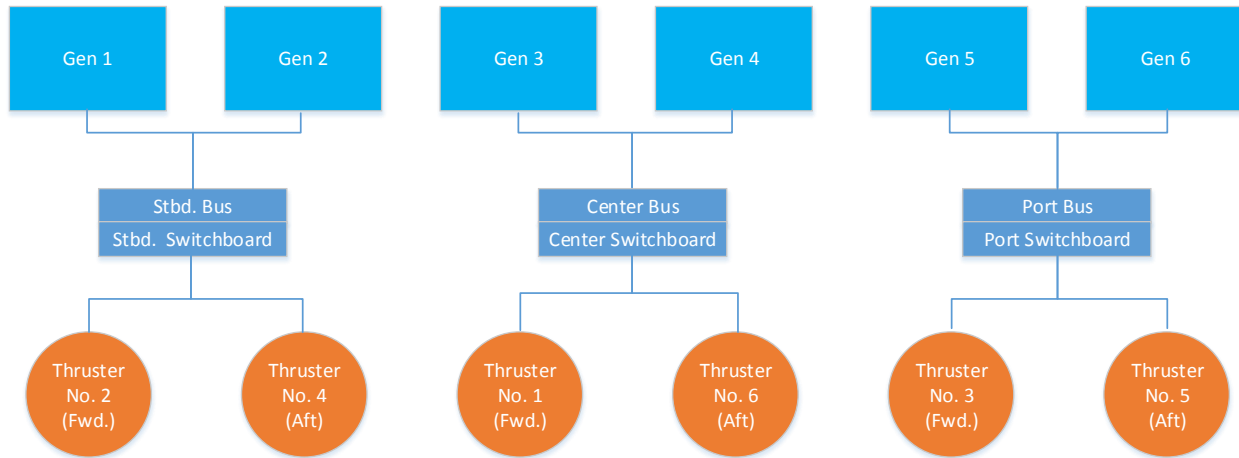 Gen 1
Gen 2
Gen 3
Gen 4
Gen 5
Gen 6
Stbd. Bus
Stbd. Switchboard
Center Bus
Center Switchboard
Port Bus
Port Switchboard
Thruster
No. 2
(Fwd.)
Thruster
No. 4
(Aft)
Thruster
No. 1
(Fwd.)
Thruster
No. 6
(Aft)
Thruster
No. 3
(Fwd.)
Thruster
No. 5
(Aft)